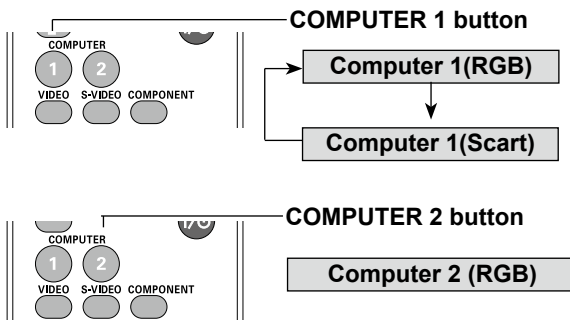 COMPUTER 1 button
COMPUTER
1 2
VIDEO S-VIDEO COMPONENT
Computer 1(RGB)
Computer 1(Scart)
COMPUTER 2 button
COMPUTER
1 2
VIDEO S-VIDEO COMPONENT
Computer 2 (RGB)